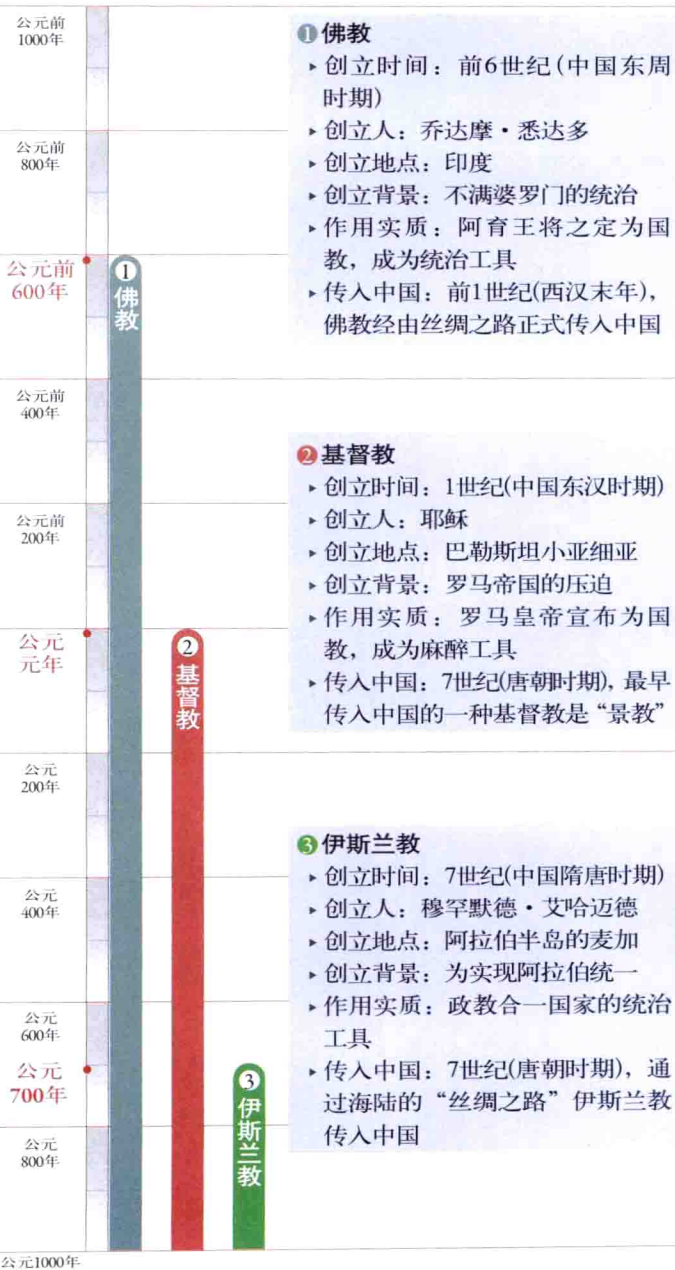 公元前
1000年
公元前
800年
公元前
600年
公元前
400年
公元前
200年
公元
元年
公元
200年
公元
400年
公元
600年
公元
700年
公元
800年
公元1000年
1
佛教
2
基督教
3
伊斯兰教
1佛教
▸创立时间：前6世纪(中国东周
时期)
▸创立人：乔达摩·悉达多
▸创立地点：印度
▸创立背景：不满婆罗门的统治
▸作用实质：阿育王将之定为国
教，成为统治工具
▸传入中国：前1世纪(西汉末年)，
佛教经由丝绸之路正式传入中国
2基督教
▸创立时间：1世纪(中国东汉时期)
▸创立人：耶稣
▸创立地点：巴勒斯坦小亚细亚
▸创立背景：罗马帝国的压迫
▸作用实质：罗马皇帝宣布为国
教，成为麻醉工具
▸传入中国：7世纪(唐朝时期)，最早
传入中国的一种基督教是“景教”
3伊斯兰教
▸创立时间：7世纪(中国隋唐时期)
▸创立人：穆罕默德·艾哈迈德
▸创立地点：阿拉伯半岛的麦加
▸创立背景：为实现阿拉伯统一
▸作用实质：政教合一国家的统治
工具
▸传入中国：7世纪(唐朝时期)，通
过海陆的“丝绸之路”伊斯兰教
传入中国